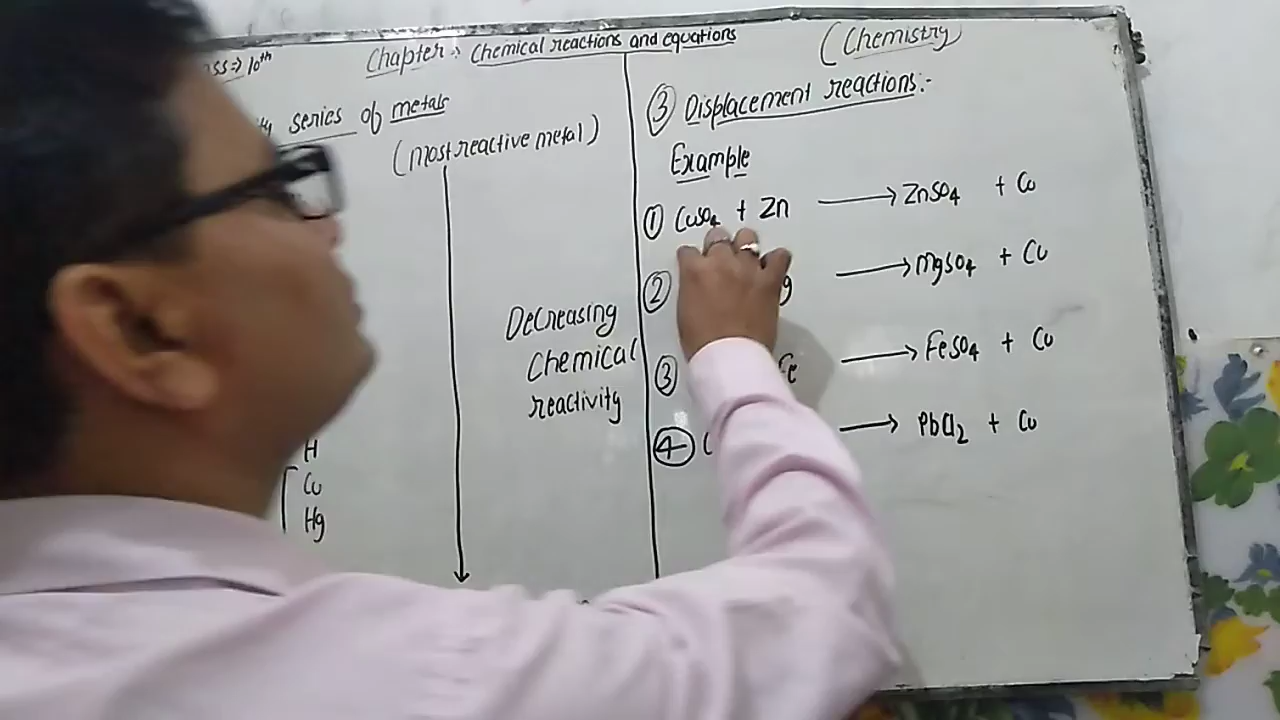 10th
Chapter :- Chemical reactions and equations
(Chemistry)
series of metals
(most reactive metal)
Decreasing
Chemical
reactivity
H
Cu
Hg
③ Displacement reactions:-
Example
① CuSO4 + Zn ⟶ ZnSO4 + Cu
② ⟶ MgSO4 + Cu
③ Fe ⟶ FeSO4 + Cu
④ ⟶ PbCl2 + Cu